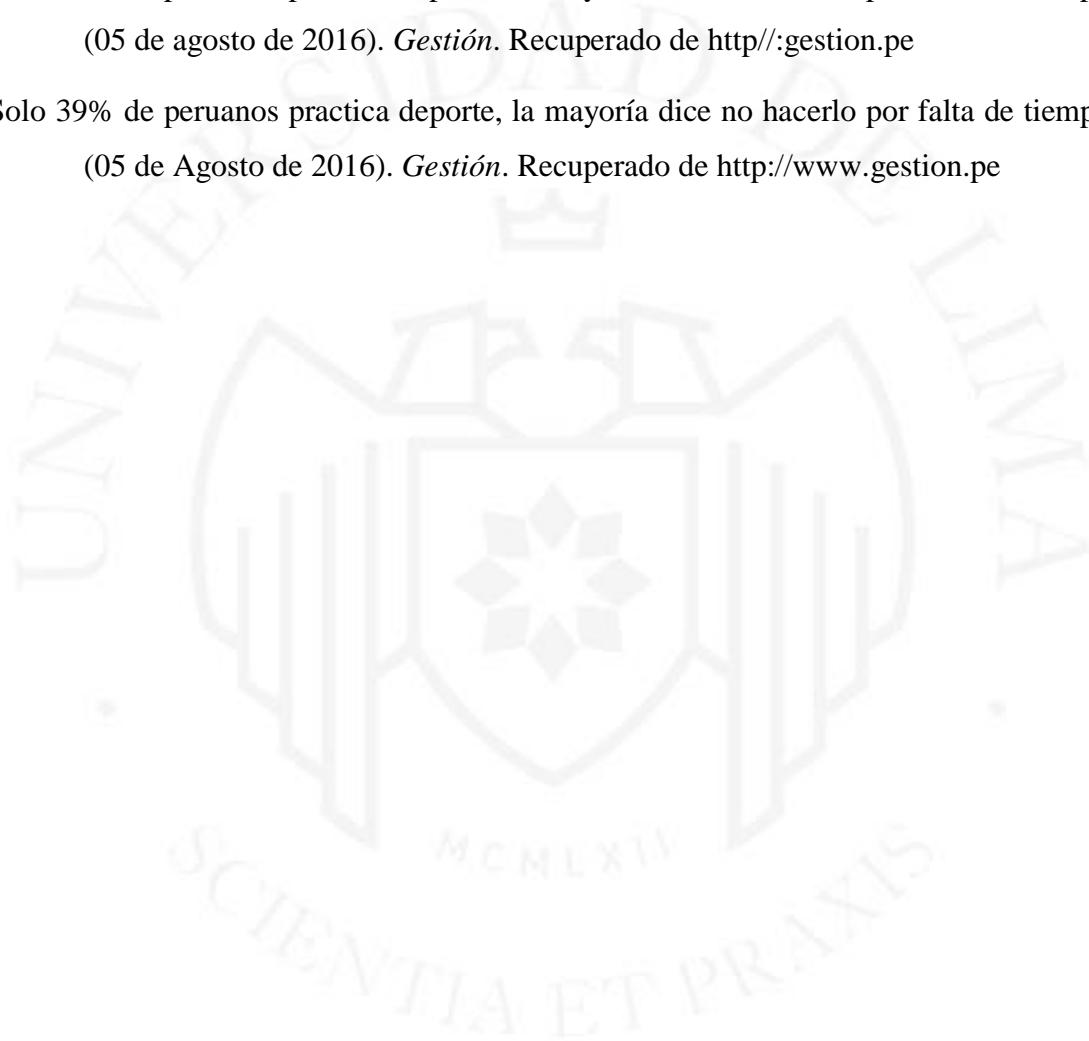 (05 de agosto de 2016). Gestión. Recuperado de http//:gestion.pe
Solo 39% de peruanos practica deporte, la mayoría dice no hacerlo por falta de tiemp
(05 de Agosto de 2016). Gestión. Recuperado de http://www.gestion.pe
UNIVERSIDAD DE LIMA
MCMLXII
SCIENTIA ET PRAXIS